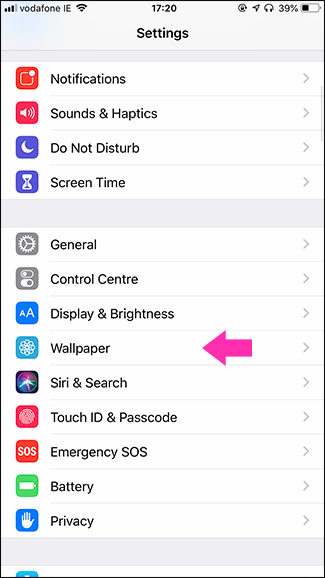 vodafone IE 17:20 39%
Settings
Notifications
Sounds & Haptics
Do Not Disturb
Screen Time
General
Control Centre
AA Display & Brightness
Wallpaper
Siri & Search
Touch ID & Passcode
SOS Emergency SOS
Battery
Privacy